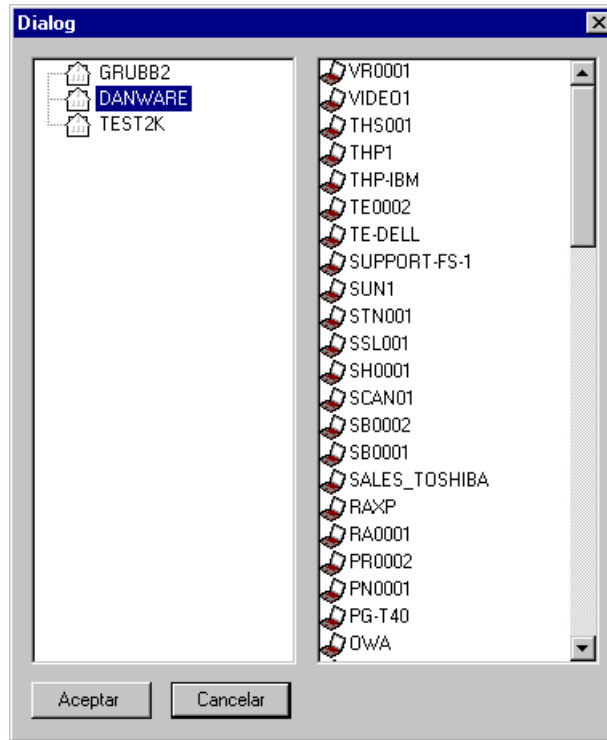 Dialog
GRUBB2
DANWARE
TEST2K
VR0001
VIDEO1
THS001
THP1
THP-IBM
TE0002
TE-DELL
SUPPORT-FS-1
SUN1
STN001
SSL001
SH0001
SCAN01
SB0002
SB0001
SALES_TOSHIBA
RAXP
RA0001
PR0002
PN0001
PG-T40
OWA
Aceptar
Cancelar